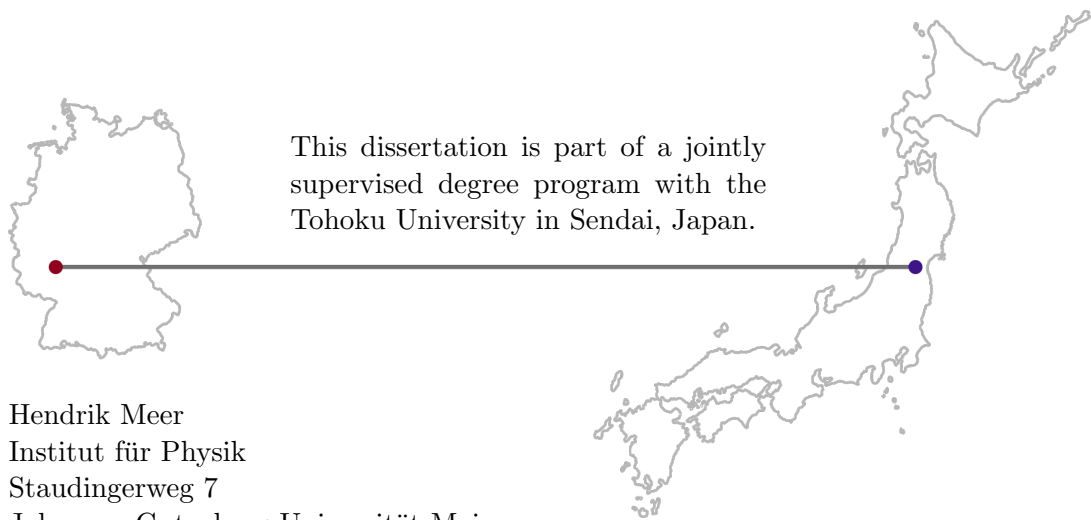 This dissertation is part of a jointly
supervised degree program with the
Tohoku University in Sendai, Japan.
Hendrik Meer
Institut für Physik
Staudingerweg 7